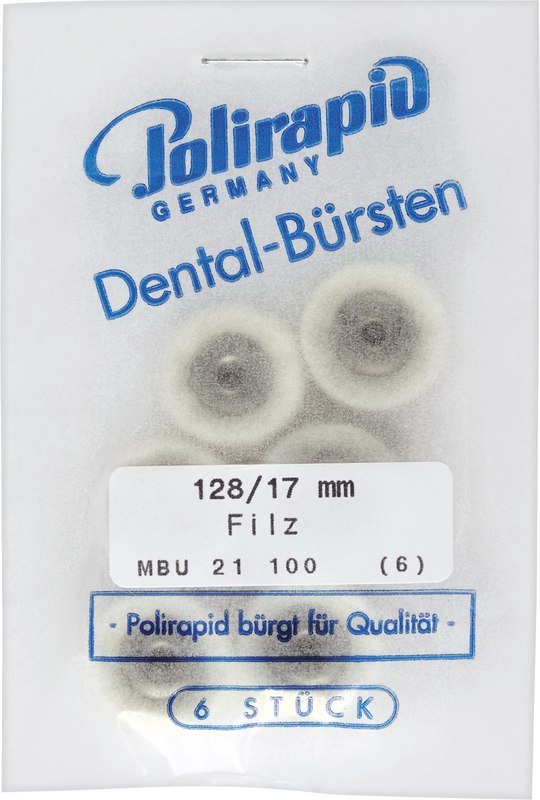 Polirapid
GERMANY
Dental-Bürsten
128/17 mm
Filz
MBU 21 100 (6)
- Polirapid bürgt für Qualität -
6 STÜCK